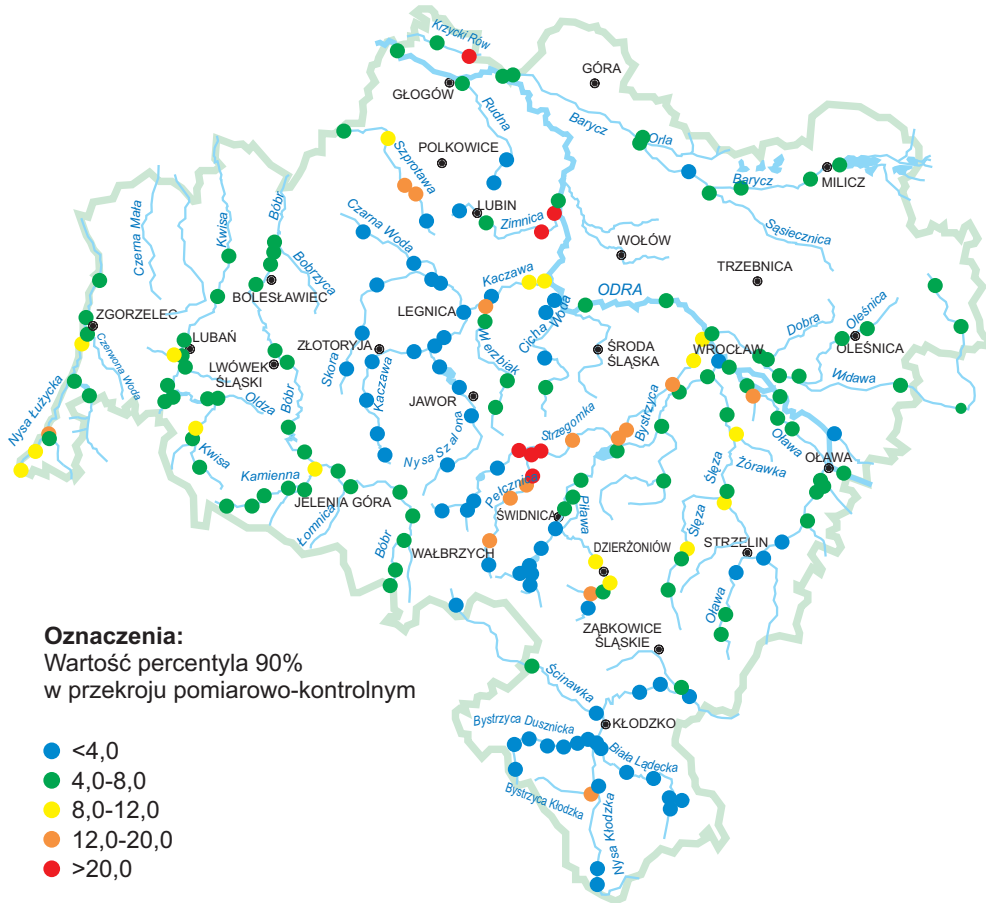 Krzycki Rów
GÓRA
GŁOGÓW
Rudna
Barycz
Orla
POLKOWICE
Szprotawa
Barycz
MILICZ
LUBIN
Zimnica
Sąsiecznica
Czerna Mała
Kwisa
Bóbr
Czarna Woda
WOŁÓW
Bobrzyca
Kaczawa
TRZEBNICA
BOLESŁAWIEC
ODRA
ZGORZELEC
LEGNICA
Cicha Woda
Dobra
Oleśnica
Czerwona Woda
LUBAŃ
ZŁOTORYJA
Wierzbiak
ŚRODA
ŚLĄSKA
WROCŁAW
OLEŚNICA
LWÓWEK
ŚLĄSKI
Skora
Kaczawa
Widawa
Nysa Łużycka
Oldza
Bóbr
JAWOR
Bystrzyca
Nysa Szalona
Strzegomka
Oława
Kwisa
Kamienna
Ślęza
Żórawka
OŁAWA
JELENIA GÓRA
Pełcznica
Łomnica
ŚWIDNICA
Piława
Ślęza
Bóbr
WAŁBRZYCH
DZIERŻONIÓW
STRZELIN
Oława
Oznaczenia:
Wartość percentyla 90%
w przekroju pomiarowo-kontrolnym
ZĄBKOWICE
ŚLĄSKIE
Ścinawka
KŁODZKO
Bystrzyca Dusznicka
Biała Lądecka
Bystrzyca Kłodzka
Nysa Kłodzka
<4,0
4,0-8,0
8,0-12,0
12,0-20,0
>20,0